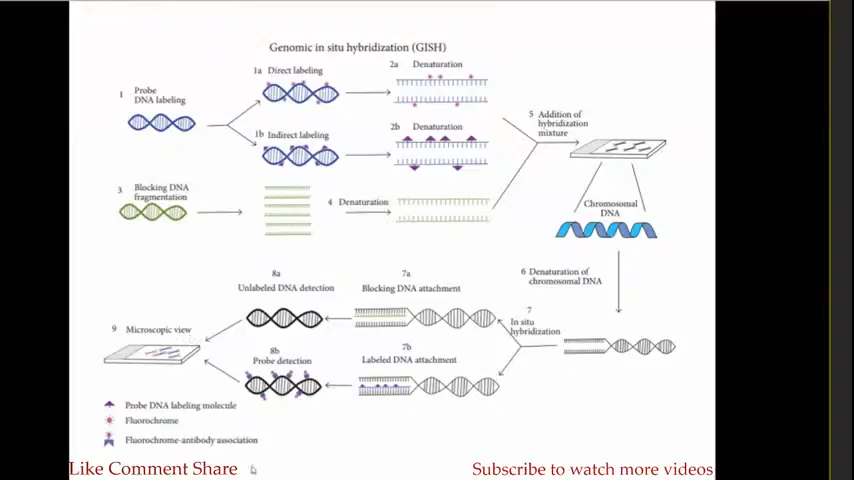 Genomic in situ hybridization (GISH)
1 Probe
DNA labeling
1a Direct labeling
2a Denaturation
1b Indirect labeling
2b Denaturation
3 Blocking DNA
fragmentation
4 Denaturation
5 Addition of
hybridization
mixture
Chromosomal
DNA
6 Denaturation of
chromosomal DNA
7
In situ
hybridization
7a
Blocking DNA attachment
7b
Labeled DNA attachment
8a
Unlabeled DNA detection
8b
Probe detection
9 Microscopic view
Probe DNA labeling molecule
Fluorochrome
Fluorochrome-antibody association
Like Comment Share
Subscribe to watch more videos